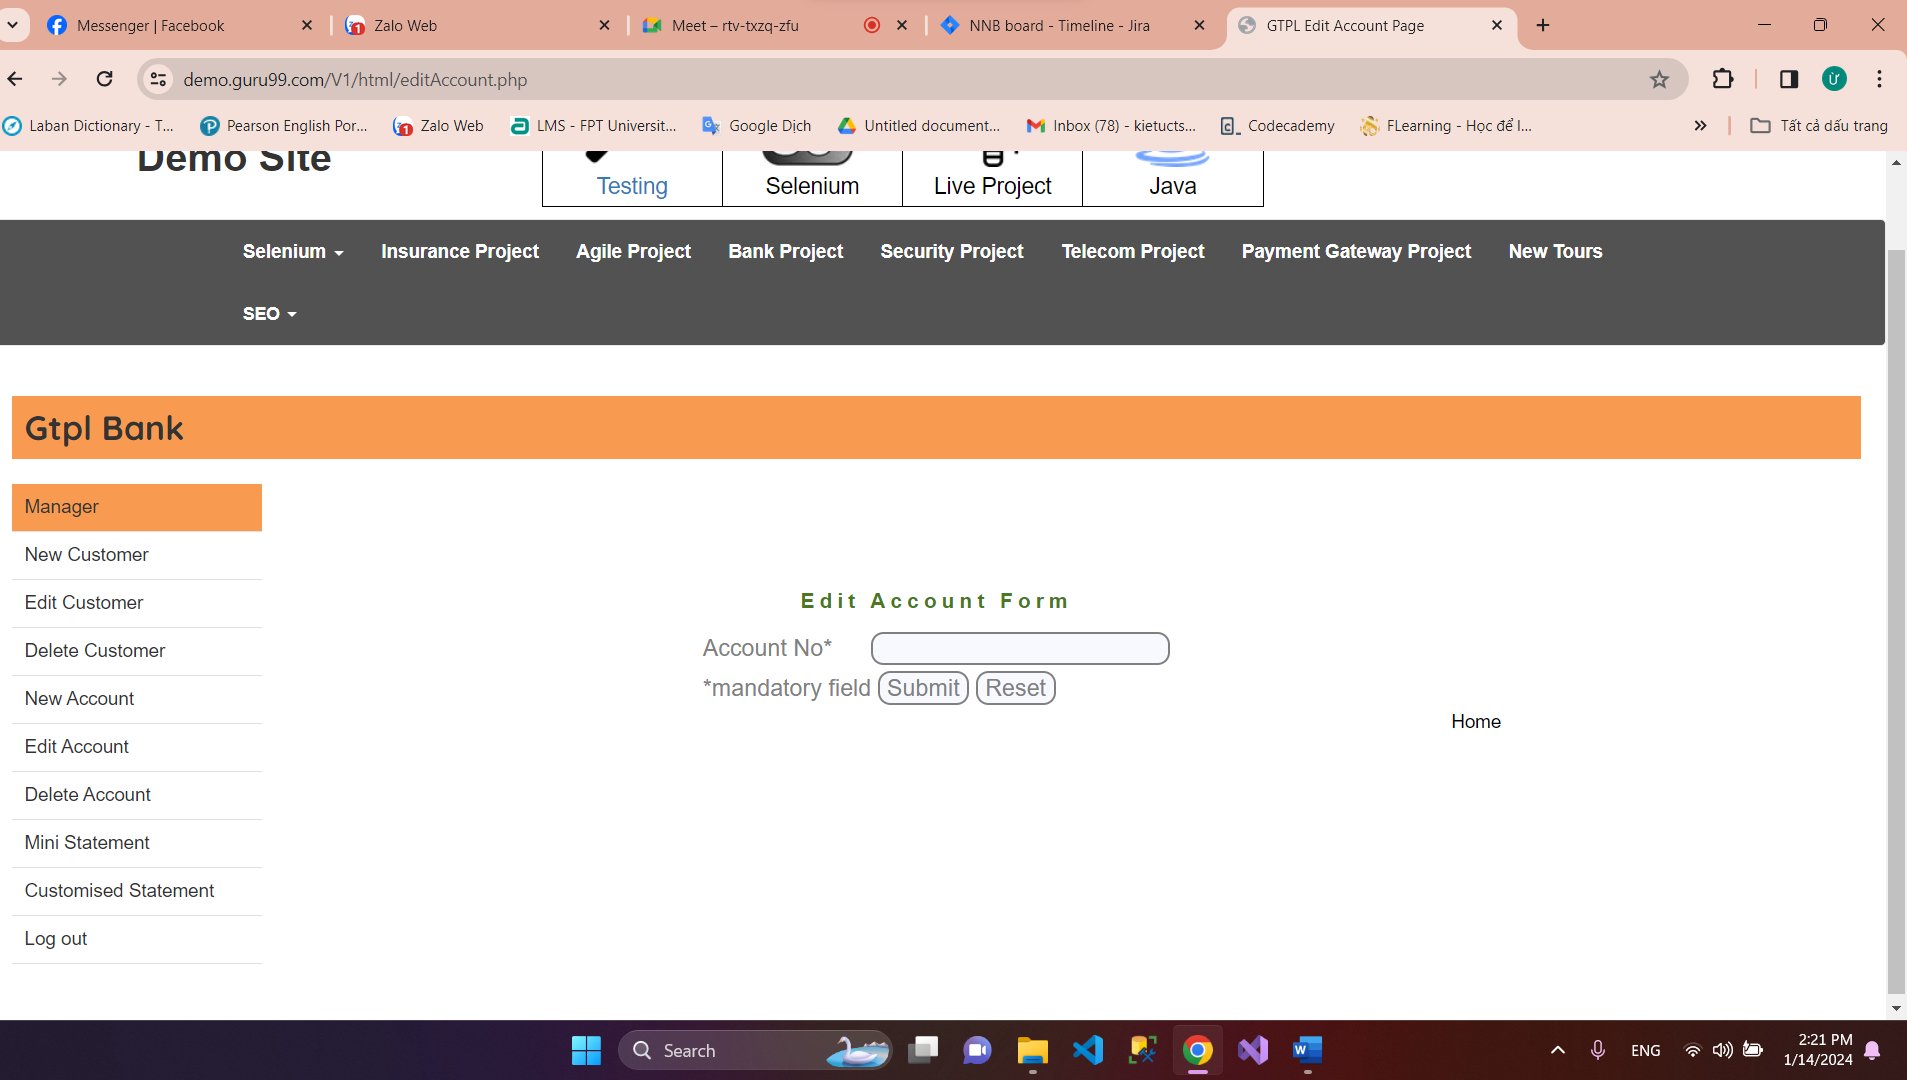 Messenger | Facebook
Zalo Web
Meet – rtv-txzq-zfu
NNB board - Timeline - Jira
GTPL Edit Account Page
demo.guru99.com/V1/html/editAccount.php
Ừ
Laban Dictionary - T...
Pearson English Por...
Zalo Web
LMS - FPT Universit...
Google Dịch
Untitled document...
Inbox (78) - kietucts...
Codecademy
FLearning - Học để l...
Tất cả dấu trang
Demo Site
Testing
Selenium
Live Project
Java
Selenium
Insurance Project
Agile Project
Bank Project
Security Project
Telecom Project
Payment Gateway Project
New Tours
SEO
Gtpl Bank
Manager
New Customer
Edit Customer
Delete Customer
New Account
Edit Account
Delete Account
Mini Statement
Customised Statement
Log out
Edit Account Form
Account No*
*mandatory field Submit Reset
Home
Search
ENG
2:21 PM
1/14/2024